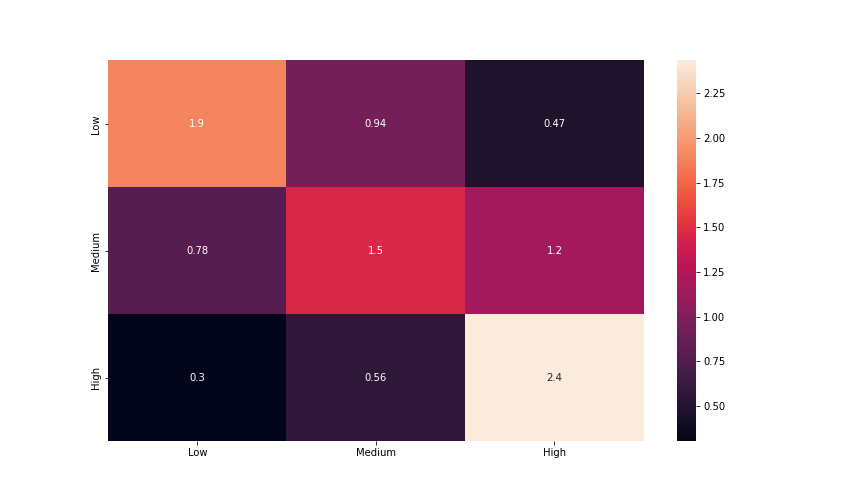 Low 1.9 0.94 0.47
Medium 0.78 1.5 1.2
High 0.3 0.56 2.4
Low Medium High
2.25
2.00
1.75
1.50
1.25
1.00
0.75
0.50